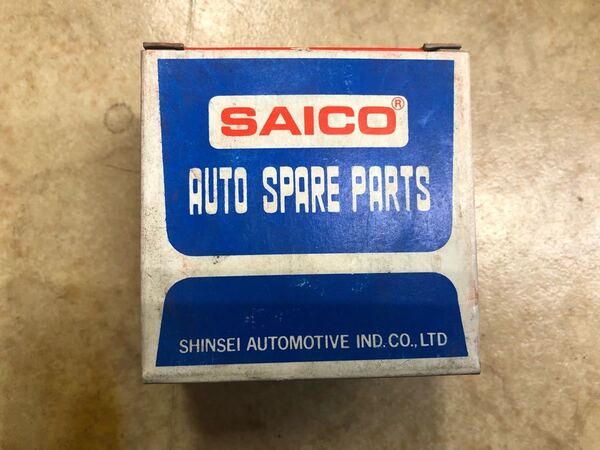 SAICO®
AUTO SPARE PARTS
SHINSEI AUTOMOTIVE IND. CO., LTD